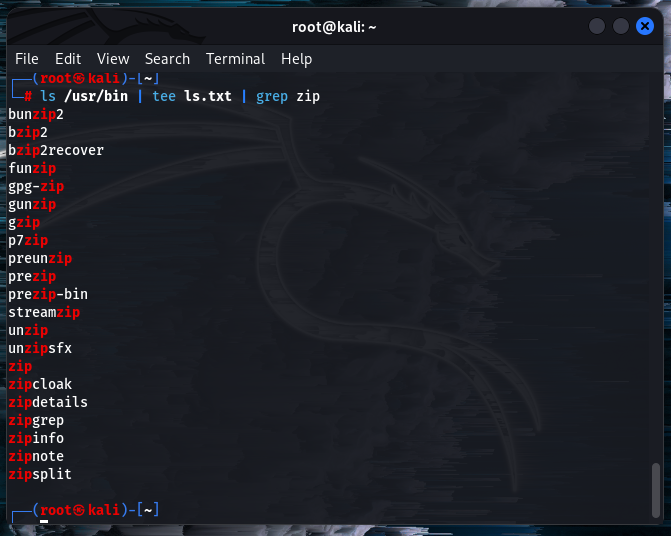 root@kali: ~
File Edit View Search Terminal Help
┌──(root㉿kali)-[~]
└─# ls /usr/bin | tee ls.txt | grep zip
bunzip2
bzip2
bzip2recover
funzip
gpg-zip
gunzip
gzip
p7zip
preunzip
prezip
prezip-bin
streamzip
unzip
unzipsfx
zip
zipcloak
zipdetails
zipgrep
zipinfo
zipnote
zipsplit
┌──(root㉿kali)-[~]